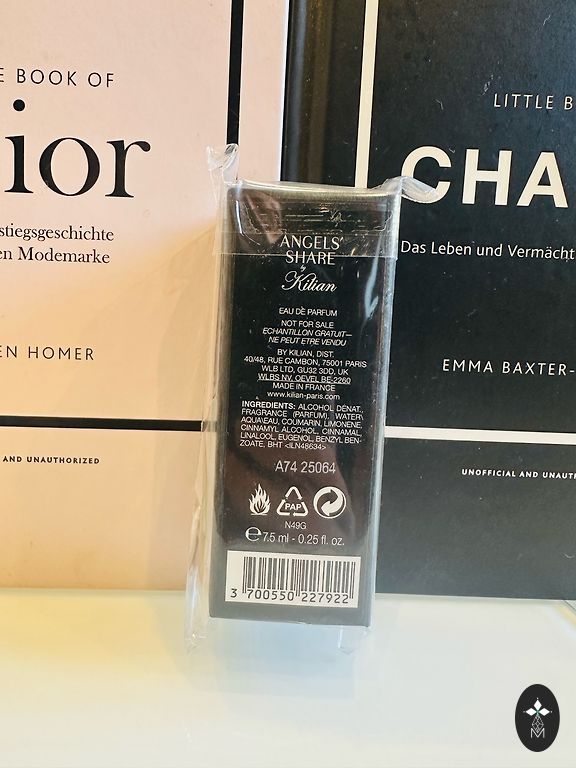 E BOOK OF
ior
stiegsgeschichte
en Modemarke
EN HOMER
AND UNAUTHORIZED
LITTLE B
CHA
Das Leben und Vermächt
EMMA BAXTER-
UNOFFICIAL AND UNAUT
ANGELS'
SHARE
by
Kilian
EAU DE PARFUM
NOT FOR SALE
ECHANTILLON GRATUIT—
NE PEUT ETRE VENDU
BY KILIAN, DIST.
40/48, RUE CAMBON, 75001 PARIS
WLB LTD, GU32 3DD, UK
WLBS NV. OEVEL BE-2260
MADE IN FRANCE
www.kilian-paris.com
INGREDIENTS: ALCOHOL DENAT.,
FRAGRANCE (PARFUM), WATER\
AQUA\EAU, COUMARIN, LIMONENE,
CINNAMYL ALCOHOL, CINNAMAL,
LINALOOL, EUGENOL, BENZYL BEN-
ZOATE, BHT <ILN48634>
A74 25064
PAP
N49G
℮ 7.5 ml - 0.25 fl. oz.
3 700550 227922
M